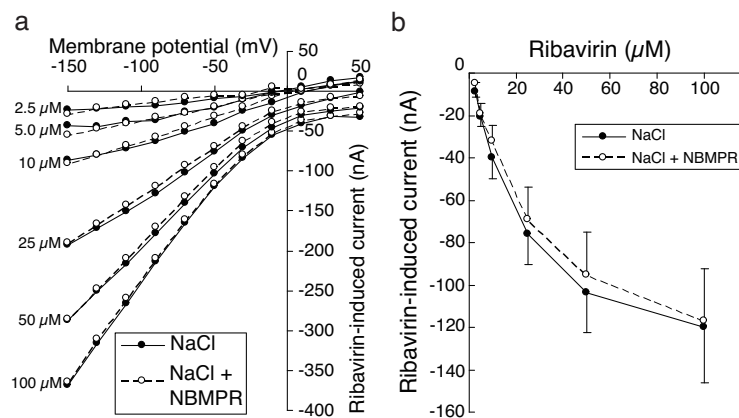 a
Membrane potential (mV)
-150
-100
-50
0
50
50
0
-50
-100
-150
-200
-250
-300
-350
-400
Ribavirin-induced current (nA)
2.5 µM
5.0 µM
10 µM
25 µM
50 µM
100 µM
NaCl
NaCl +
NBMPR
b
Ribavirin (µM)
0
20
40
60
80
100
0
-20
-40
-60
-80
-100
-120
-140
-160
Ribavirin-induced current (nA)
NaCl
NaCl + NBMPR